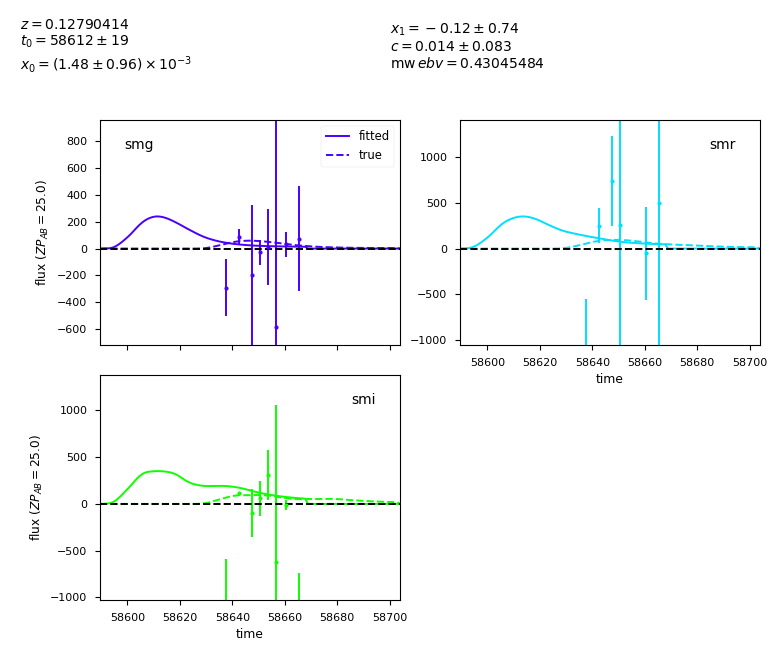 z = 0.12790414
t₀ = 58612 ± 19
x₀ = (1.48 ± 0.96) × 10⁻³
x₁ = −0.12 ± 0.74
c = 0.014 ± 0.083
mw ebv = 0.43045484
smg
fitted
true
800
600
400
200
0
−200
−400
−600
flux (ZP_AB = 25.0)
smr
1000
500
0
−500
−1000
58600 58620 58640 58660 58680 58700
time
smi
1000
500
0
−500
−1000
flux (ZP_AB = 25.0)
58600 58620 58640 58660 58680 58700
time